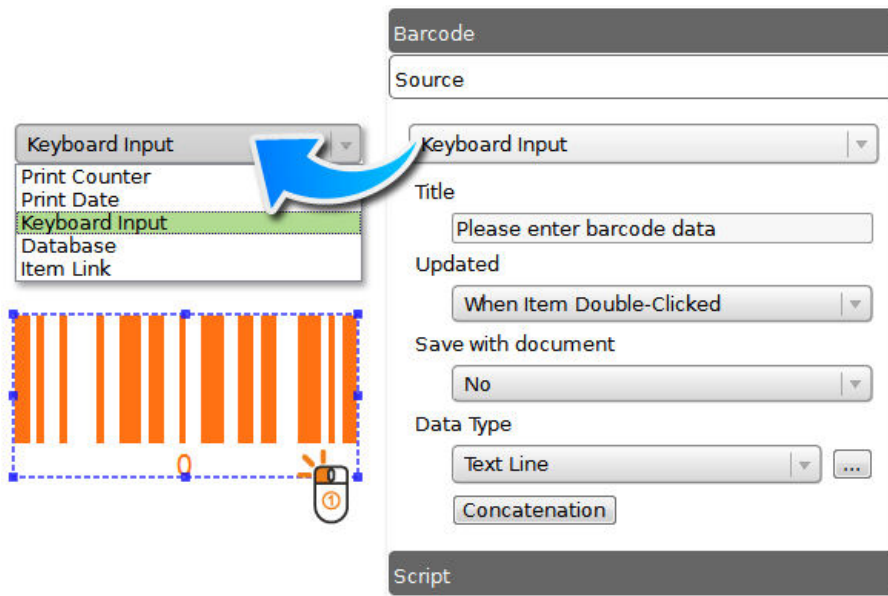 Barcode
Source
Keyboard Input
Print Counter
Print Date
Keyboard Input
Database
Item Link
0
1
Keyboard Input
Title
Please enter barcode data
Updated
When Item Double-Clicked
Save with document
No
Data Type
Text Line
...
Concatenation
Script